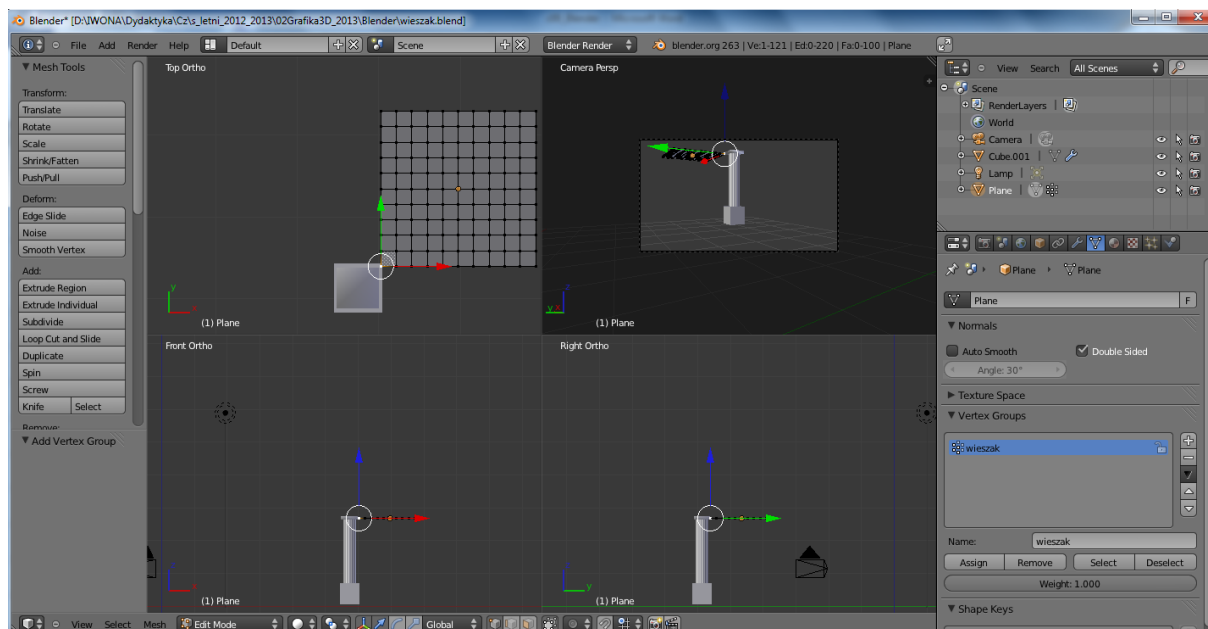 Blender* [D:\IWONA\Dydaktyka\Cz\s_letni_2012_2013\02Grafika3D_2013\Blender\wieszak.blend]
File Add Render Help Default Scene Blender Render blender.org 263 | Ve:1-121 | Ed:0-220 | Fa:0-100 | Plane
Mesh Tools
Transform:
Translate
Rotate
Scale
Shrink/Fatten
Push/Pull
Deform:
Edge Slide
Noise
Smooth Vertex
Add:
Extrude Region
Extrude Individual
Subdivide
Loop Cut and Slide
Duplicate
Spin
Screw
Knife Select
Remove:
Add Vertex Group
Top Ortho
y
x
(1) Plane
Camera Persp
y x z
(1) Plane
Front Ortho
z
x
(1) Plane
Right Ortho
z
y
(1) Plane
View Select Mesh Edit Mode Global
View Search All Scenes
Scene
RenderLayers |
World
Camera |
Cube.001 |
Lamp |
Plane |
Plane Plane
Plane F
Normals
Auto Smooth Double Sided
Angle: 30°
Texture Space
Vertex Groups
wieszak
Name: wieszak
Assign Remove Select Deselect
Weight: 1.000
Shape Keys